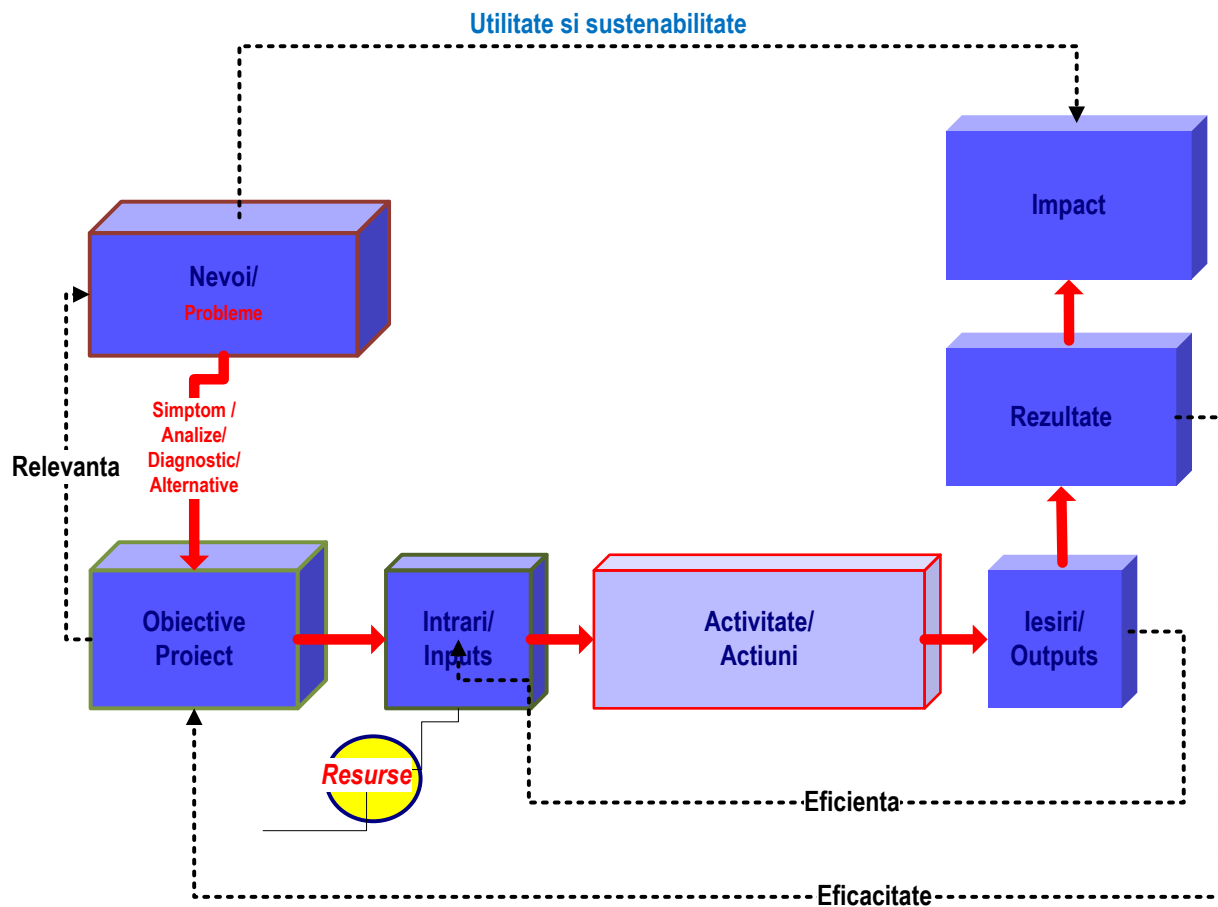 Utilitate si sustenabilitate
Impact
Nevoi/
Probleme
Rezultate
Simptom /
Analize/
Diagnostic/
Alternative
Relevanta
Obiective
Proiect
Intrari/
Inputs
Activitate/
Actiuni
Iesiri/
Outputs
Resurse
Eficienta
Eficacitate